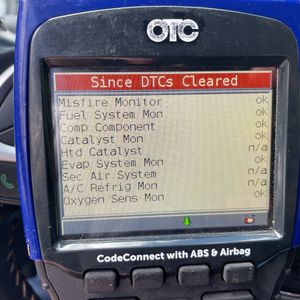 OTC
Since DTCs Cleared
Misfire Monitor ok
Fuel System Mon ok
Comp Component ok
Catalyst Mon ok
Htd Catalyst n/a
Evap System Mon ok
Sec Air System n/a
A/C Refrig Mon n/a
Oxygen Sens Mon ok
CodeConnect with ABS & Airbag